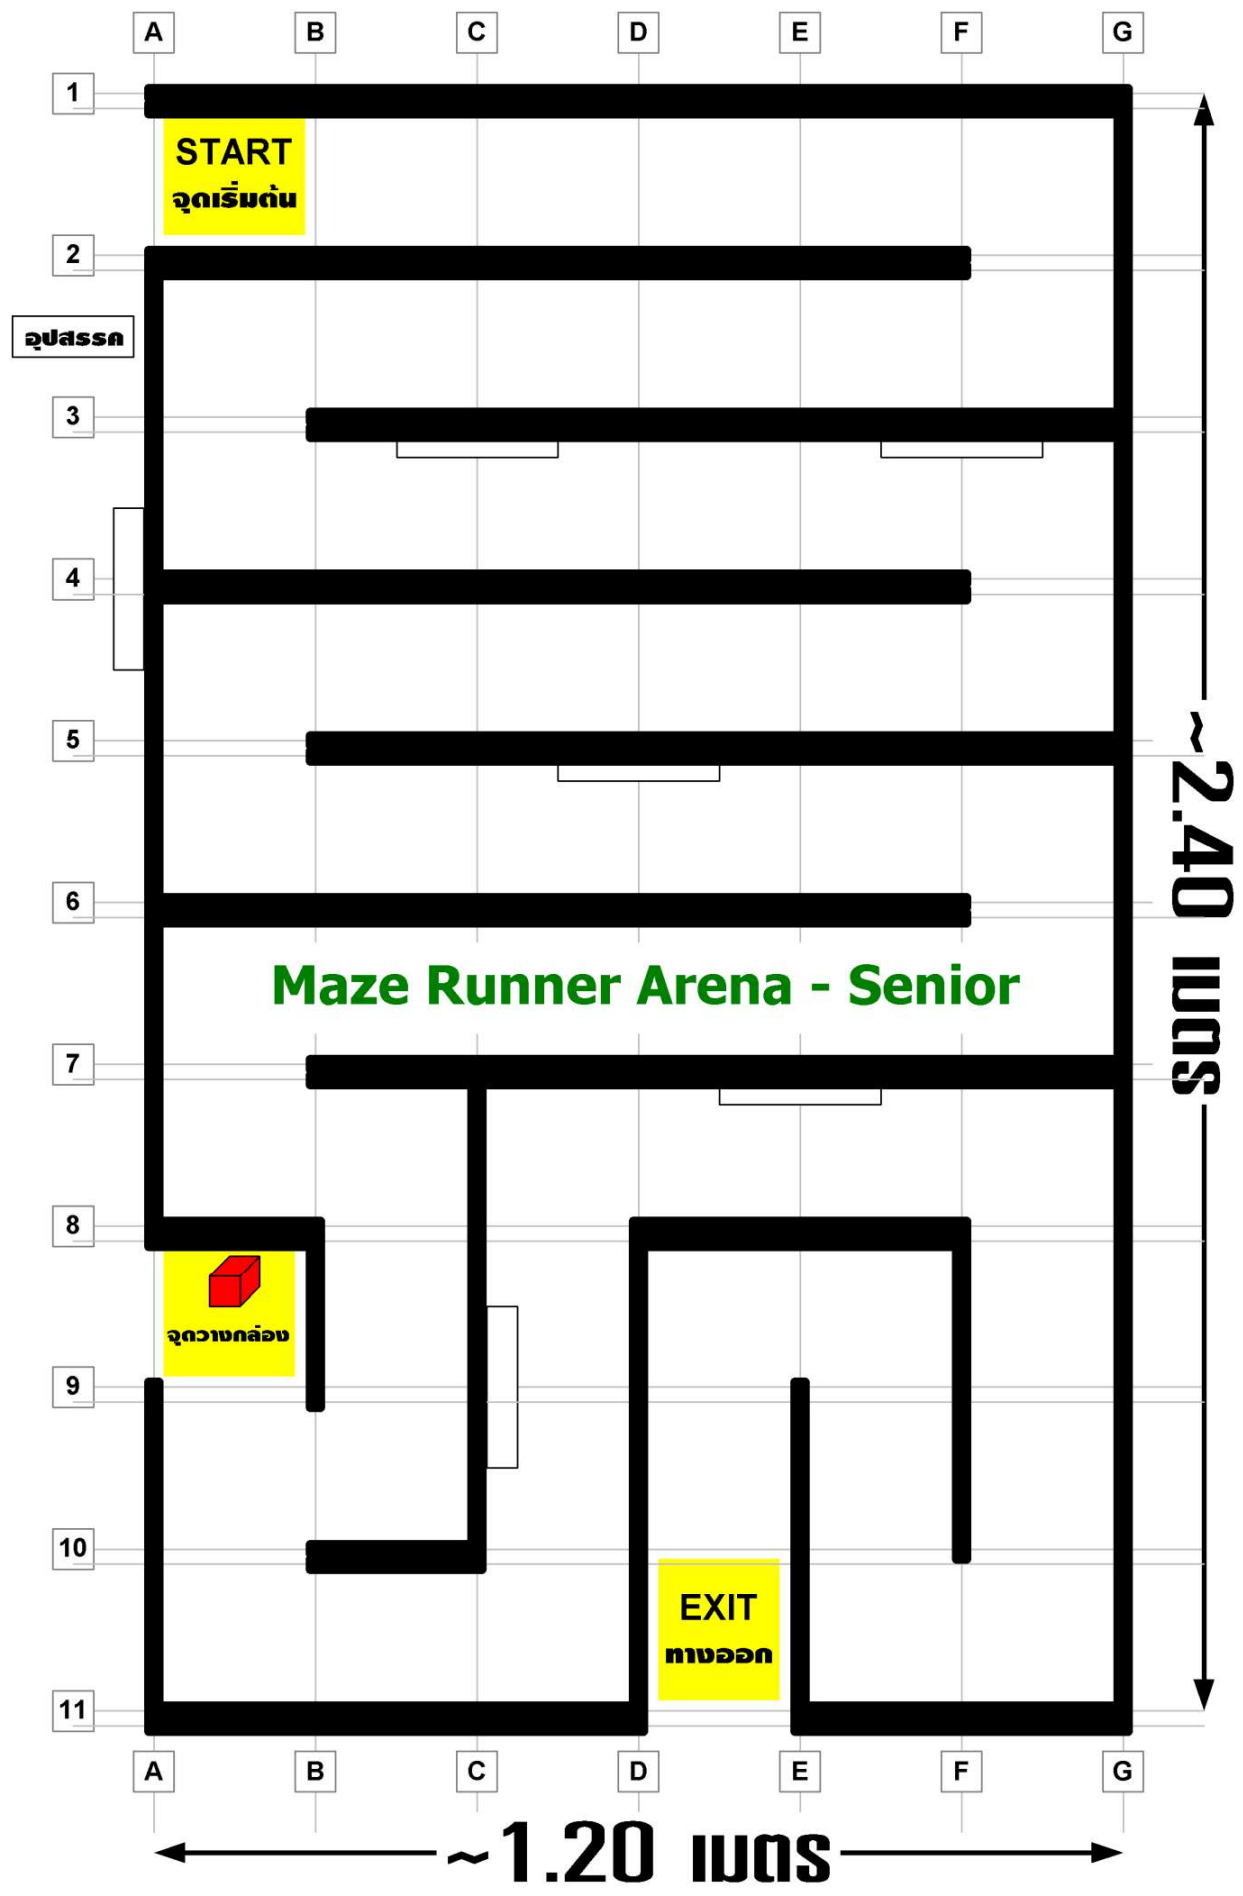 A B C D E F G
1
START
จุดเริ่มต้น
2
อุปสรรค
3
4
5
~2.40 เมตร
6
Maze Runner Arena - Senior
7
8
จุดวางกล่อง
9
10
EXIT
ทางออก
11
A B C D E F G
~1.20 เมตร